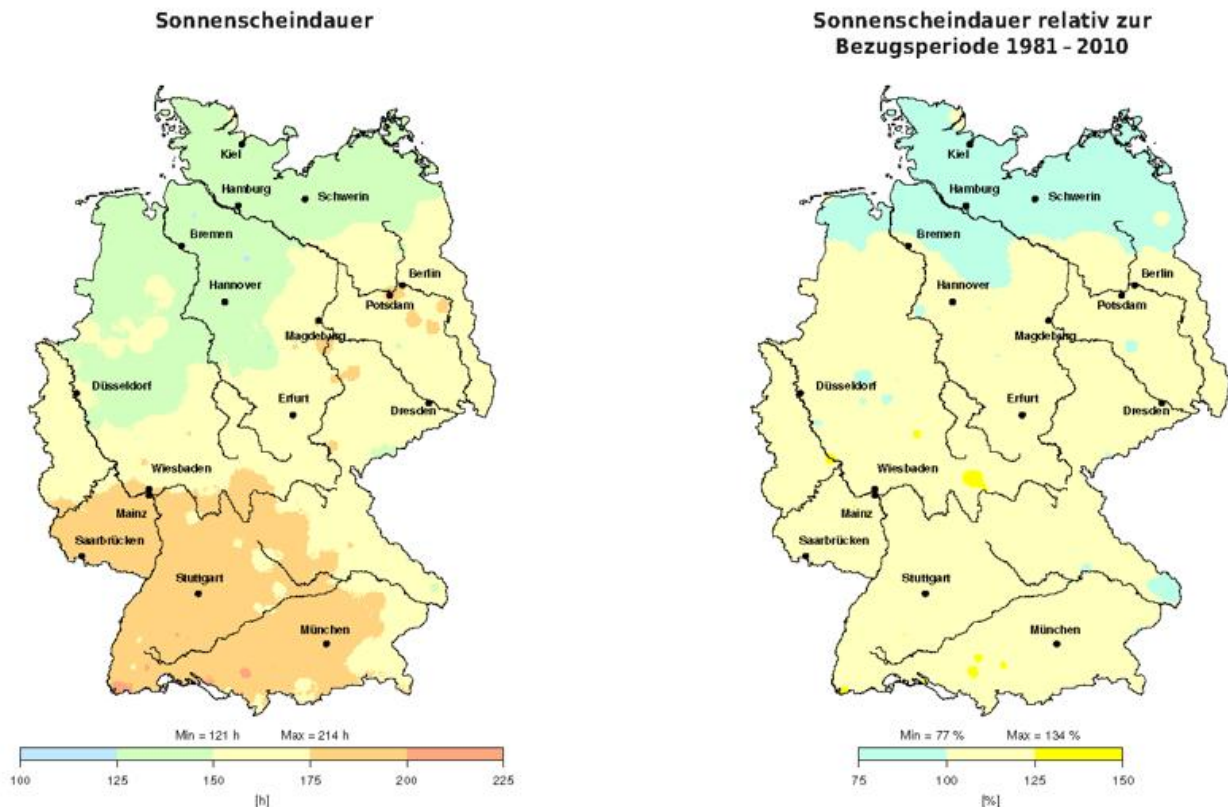 Sonnenscheindauer
Kiel
Hamburg
Schwerin
Bremen
Berlin
Hannover
Potsdam
Magdeburg
Düsseldorf
Erfurt
Dresden
Wiesbaden
Mainz
Saarbrücken
Stuttgart
München
Min = 121 h Max = 214 h
100 125 150 175 200 225
[h]
Sonnenscheindauer relativ zur
Bezugsperiode 1981 – 2010
Kiel
Hamburg
Schwerin
Bremen
Berlin
Hannover
Potsdam
Magdeburg
Düsseldorf
Erfurt
Dresden
Wiesbaden
Mainz
Saarbrücken
Stuttgart
München
Min = 77 % Max = 134 %
75 100 125 150
[%]